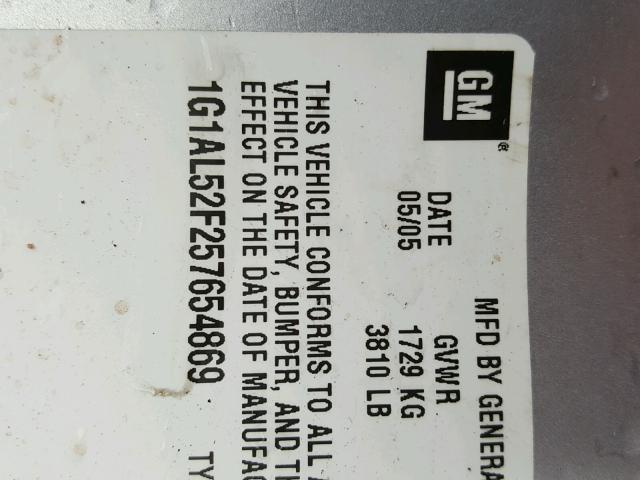 GM®
MFD BY GENERA
DATE GVWR
05/05 1729 KG
3810 LB
THIS VEHICLE CONFORMS TO ALL A
VEHICLE SAFETY, BUMPER, AND TH
EFFECT ON THE DATE OF MANUFAC
1G1AL52F257654869 TY